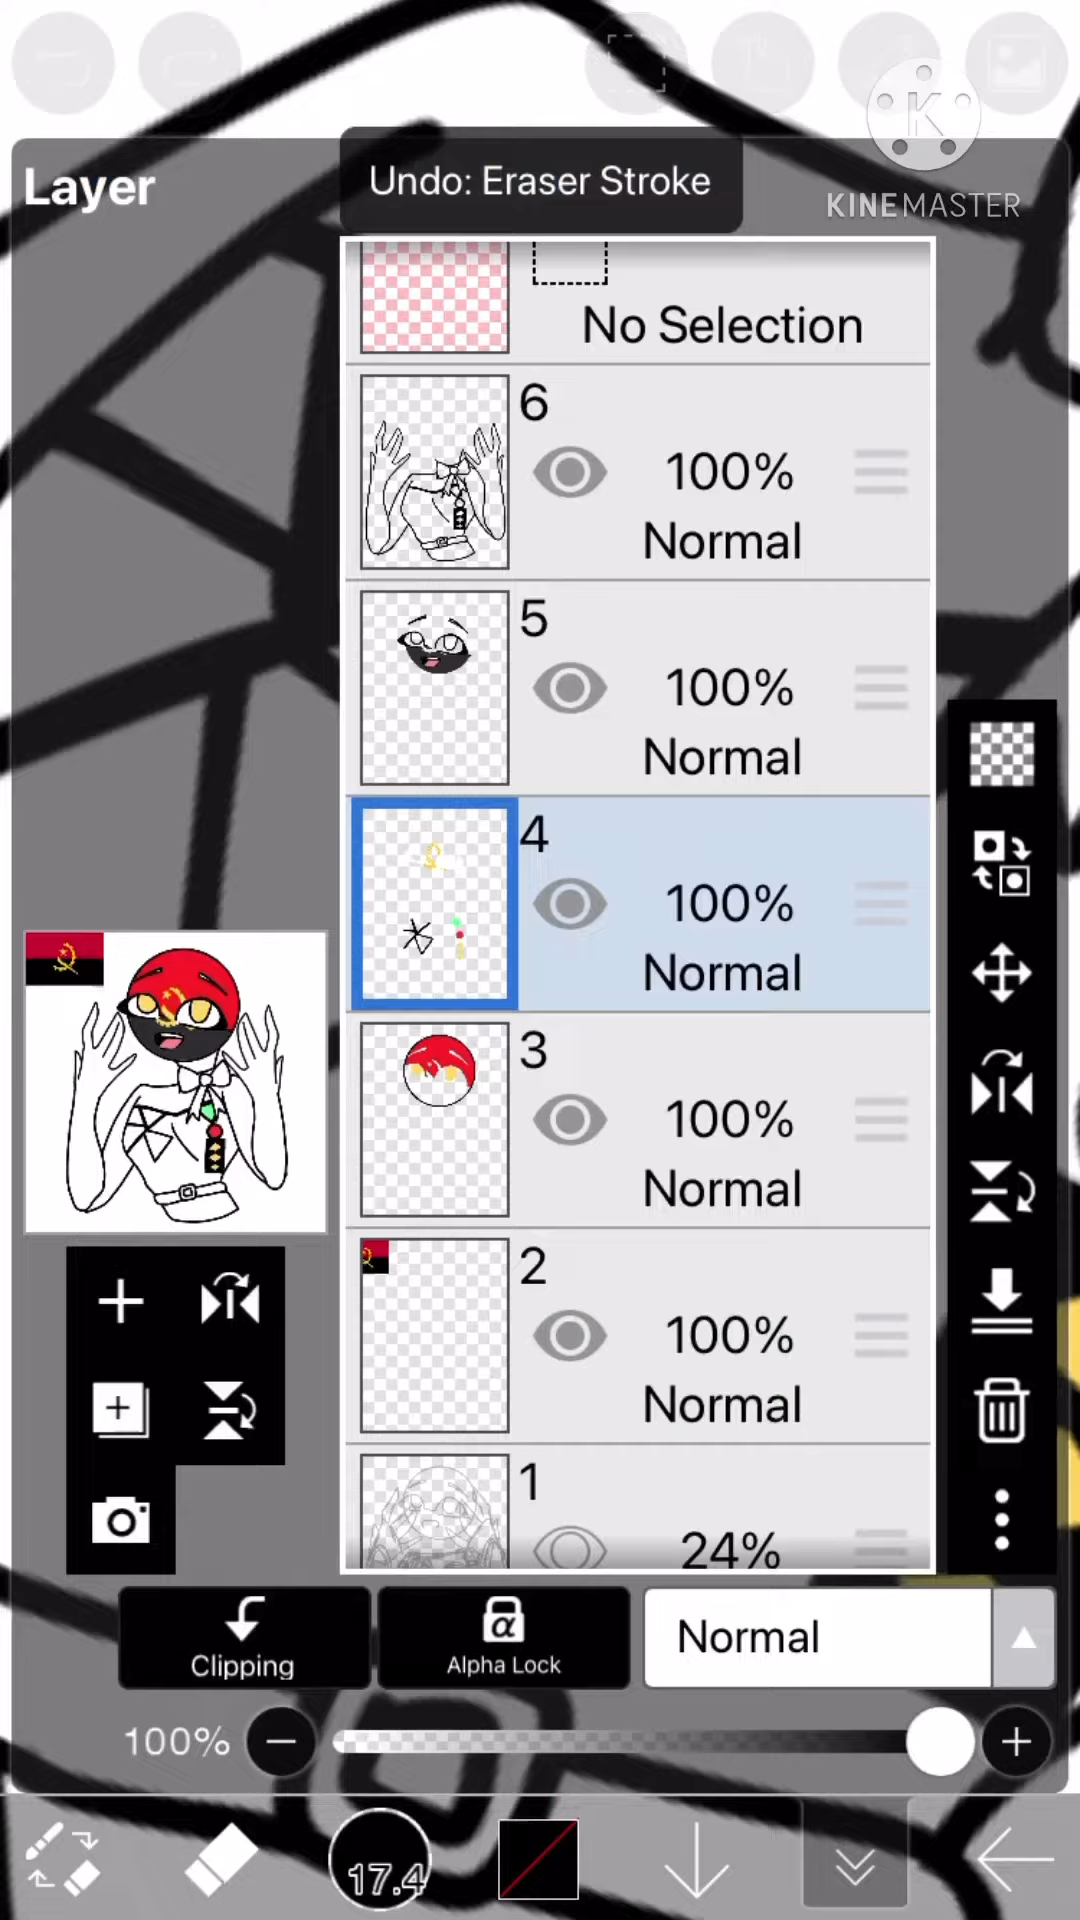 Layer
Undo: Eraser Stroke
K
KINEMASTER
No Selection
6
100%
Normal
5
100%
Normal
4
100%
Normal
3
100%
Normal
2
100%
Normal
1
24%
Clipping
α
Alpha Lock
Normal
100%
17.4